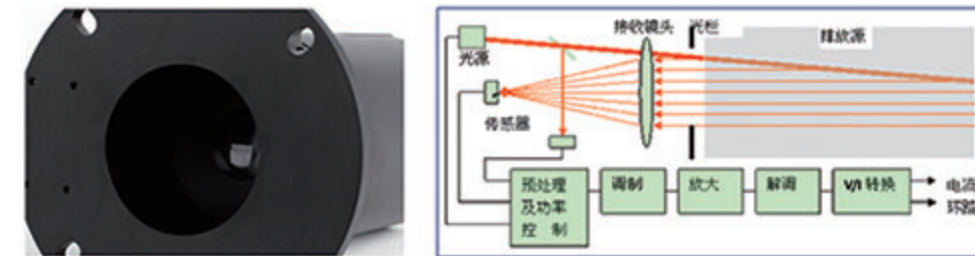 接收镜头
光栏
排放源
光源
传感器
预处理
及功率
控 制
调制
放大
解调
V/I 转换
电流
环路